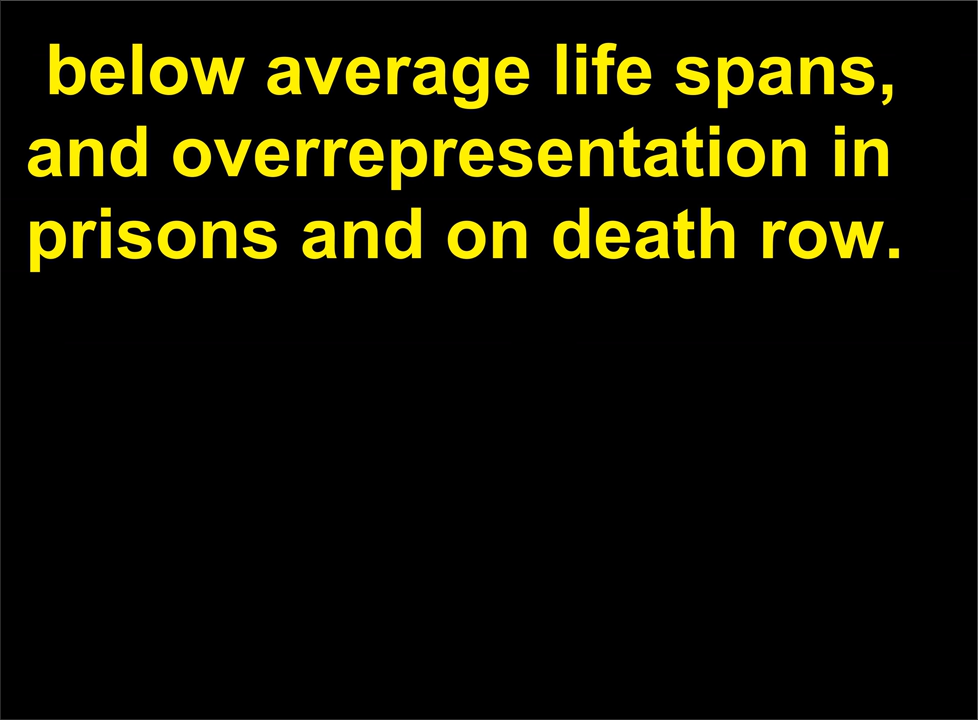 below average life spans,
and overrepresentation in
prisons and on death row.